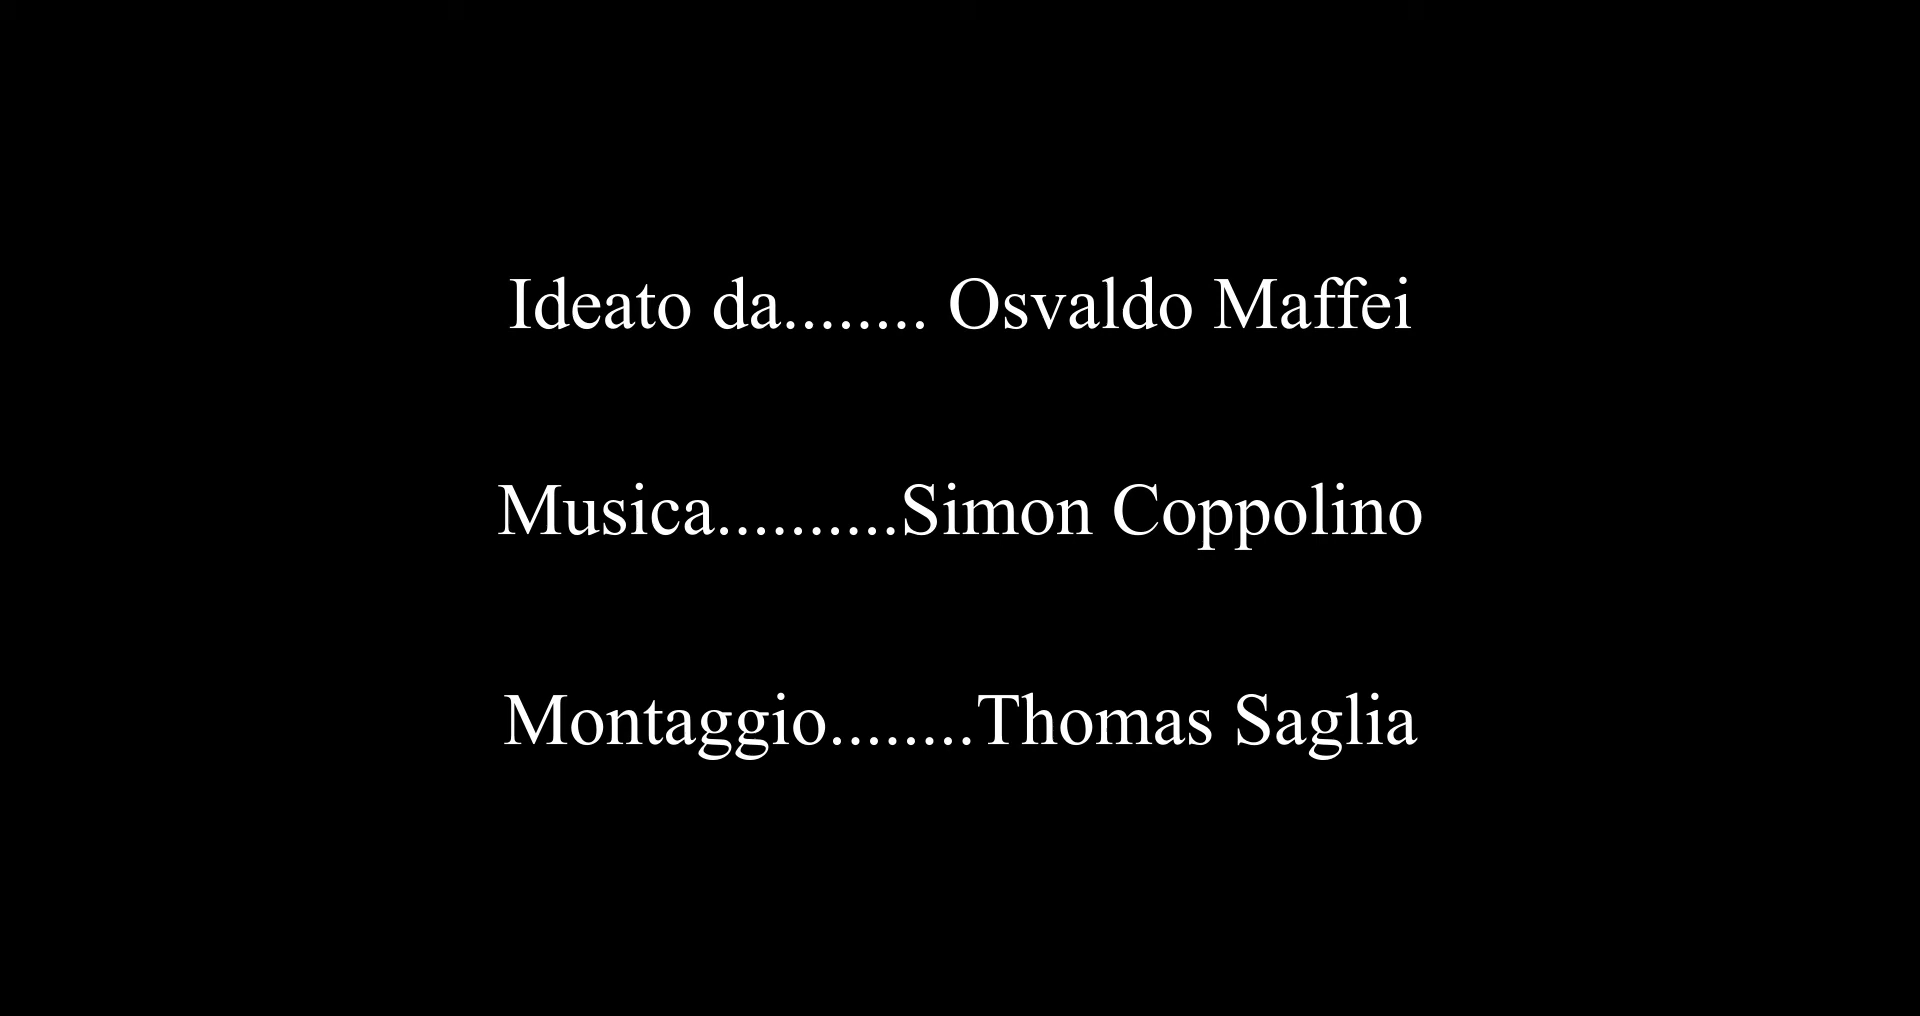 Ideato da........ Osvaldo Maffei
Musica..........Simon Coppolino
Montaggio........Thomas Saglia